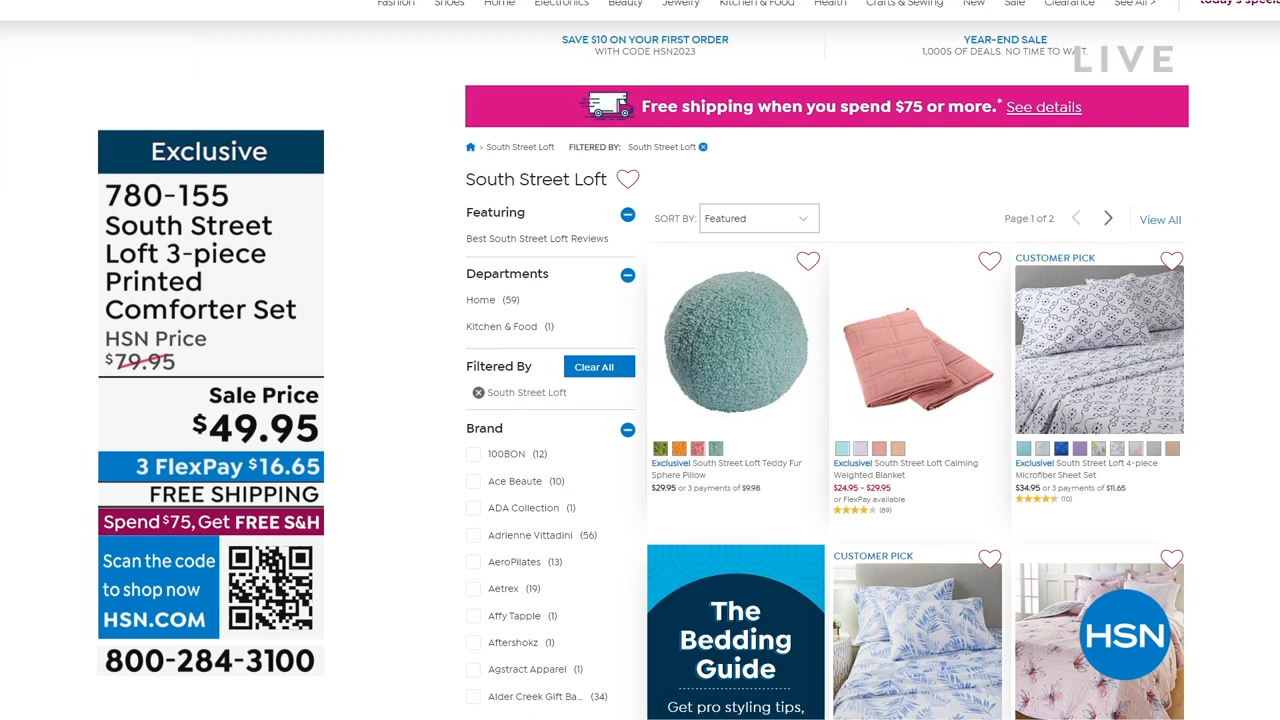 Fashion Shoes Home Electronics Beauty Jewelry Kitchen & Food Health Crafts & Sewing New Sale Clearance See All >
SAVE $10 ON YOUR FIRST ORDER
WITH CODE HSN2023
YEAR-END SALE
1,000S OF DEALS. NO TIME TO WAIT.
LIVE
Free shipping when you spend $75 or more.* See details
> South Street Loft FILTERED BY: South Street Loft
South Street Loft
Exclusive
780-155
South Street
Loft 3-piece
Printed
Comforter Set
HSN Price
$79.95
Sale Price
$49.95
3 FlexPay $16.65
FREE SHIPPING
Spend $75, Get FREE S&H
Scan the code
to shop now
HSN.COM
800-284-3100
Featuring
Best South Street Loft Reviews
Departments
Home (59)
Kitchen & Food (1)
Filtered By
Clear All
South Street Loft
Brand
100BON (12)
Ace Beaute (10)
ADA Collection (1)
Adrienne Vittadini (56)
AeroPilates (13)
Aetrex (19)
Affy Tapple (1)
Aftershokz (1)
Agstract Apparel (1)
Alder Creek Gift Ba... (34)
SORT BY: Featured
Page 1 of 2
View All
Exclusive! South Street Loft Teddy Fur
Sphere Pillow
$29.95 or 3 payments of $9.98
Exclusive! South Street Loft Calming
Weighted Blanket
$24.95 - $29.95
or FlexPay available
(89)
CUSTOMER PICK
Exclusive! South Street Loft 4-piece
Microfiber Sheet Set
$34.95 or 3 payments of $11.65
(10)
The
Bedding
Guide
Get pro styling tips,
CUSTOMER PICK
HSN